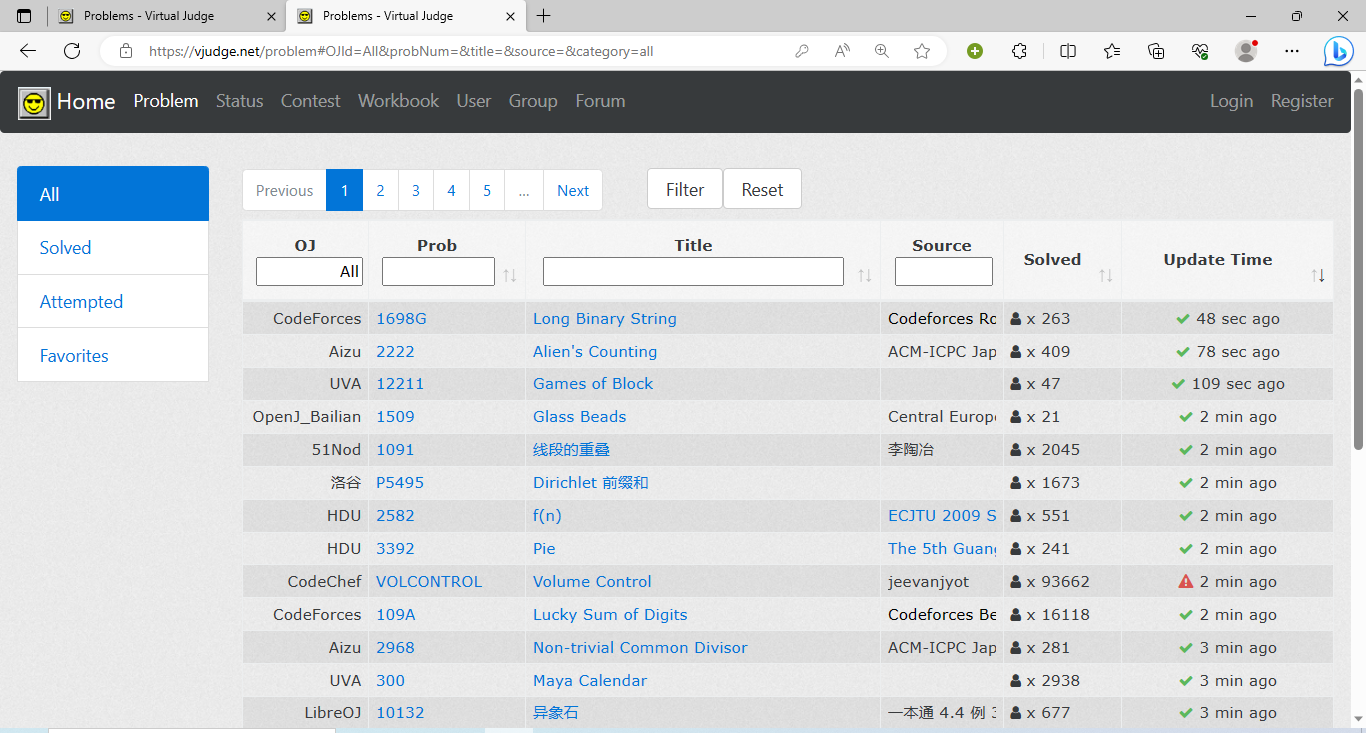 Problems - Virtual Judge
Problems - Virtual Judge
https://vjudge.net/problem#OJId=All&probNum=&title=&source=&category=all
Home Problem Status Contest Workbook User Group Forum Login Register
All
Solved
Attempted
Favorites
Previous 1 2 3 4 5 ... Next Filter Reset
OJ Prob Title Source Solved Update Time
All
CodeForces 1698G Long Binary String Codeforces Ro x 263 48 sec ago
Aizu 2222 Alien's Counting ACM-ICPC Jap x 409 78 sec ago
UVA 12211 Games of Block x 47 109 sec ago
OpenJ_Bailian 1509 Glass Beads Central Europe x 21 2 min ago
51Nod 1091 线段的重叠 李陶冶 x 2045 2 min ago
洛谷 P5495 Dirichlet 前缀和 x 1673 2 min ago
HDU 2582 f(n) ECJTU 2009 S x 551 2 min ago
HDU 3392 Pie The 5th Guang x 241 2 min ago
CodeChef VOLCONTROL Volume Control jeevanjyot x 93662 2 min ago
CodeForces 109A Lucky Sum of Digits Codeforces Be x 16118 2 min ago
Aizu 2968 Non-trivial Common Divisor ACM-ICPC Jap x 281 3 min ago
UVA 300 Maya Calendar x 2938 3 min ago
LibreOJ 10132 异象石 一本通 4.4 例 3 x 677 3 min ago